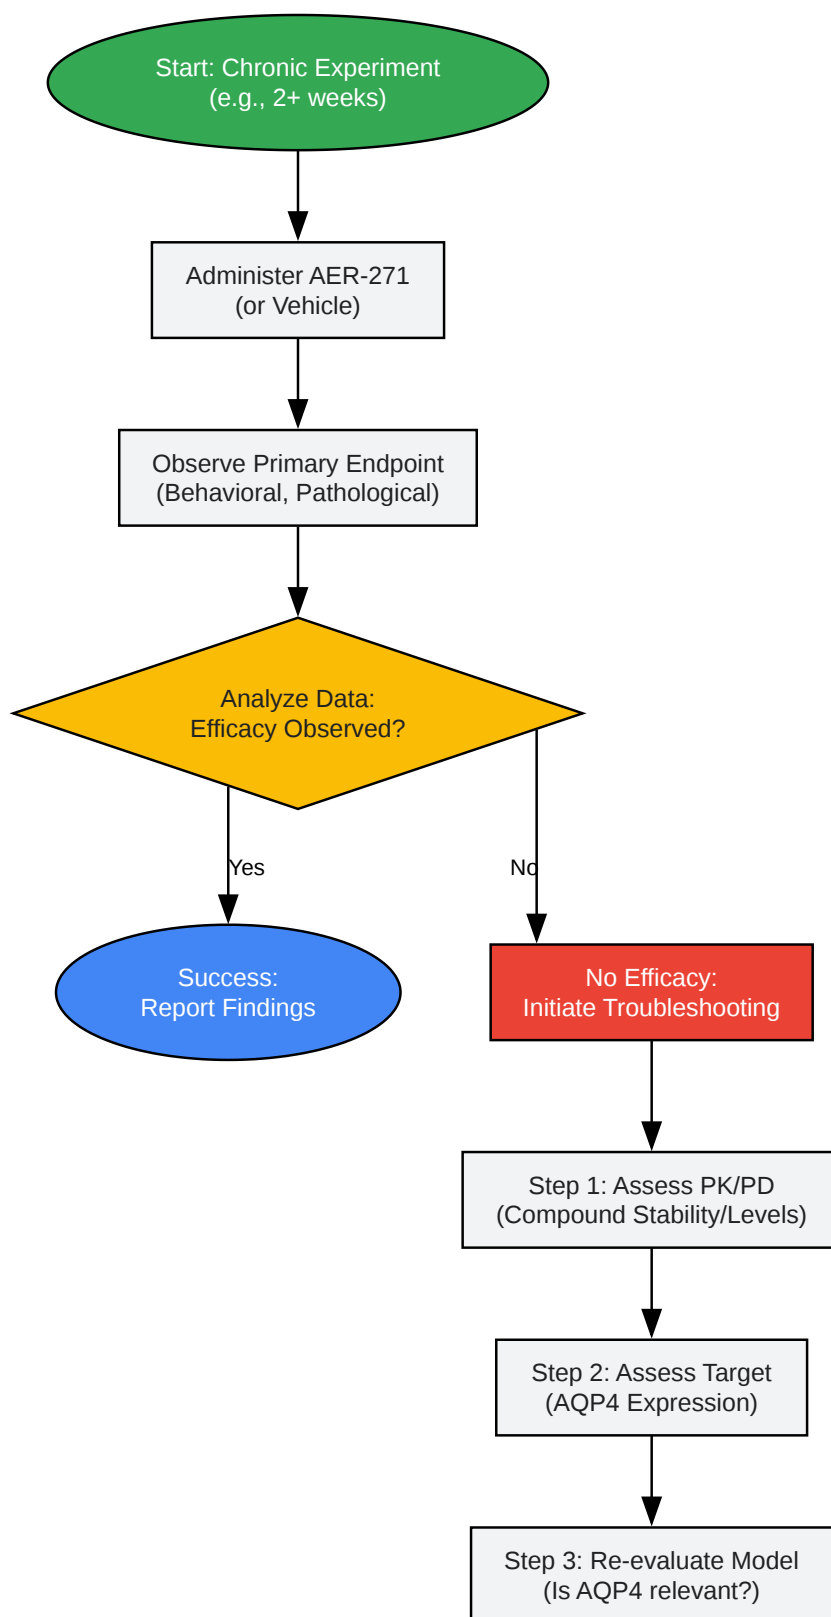 Start: Chronic Experiment
(e.g., 2+ weeks)
Administer AER-271
(or Vehicle)
Observe Primary Endpoint
(Behavioral, Pathological)
Analyze Data:
Efficacy Observed?
Yes
No
Success:
Report Findings
No Efficacy:
Initiate Troubleshooting
Step 1: Assess PK/PD
(Compound Stability/Levels)
Step 2: Assess Target
(AQP4 Expression)
Step 3: Re-evaluate Model
(Is AQP4 relevant?)